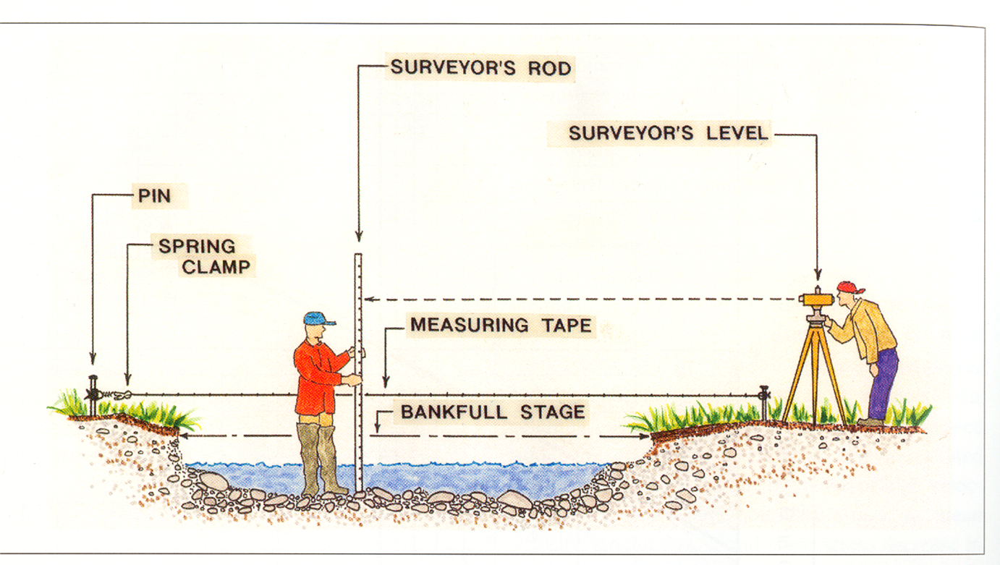 SURVEYOR'S ROD
SURVEYOR'S LEVEL
PIN
SPRING
CLAMP
MEASURING TAPE
BANKFULL STAGE